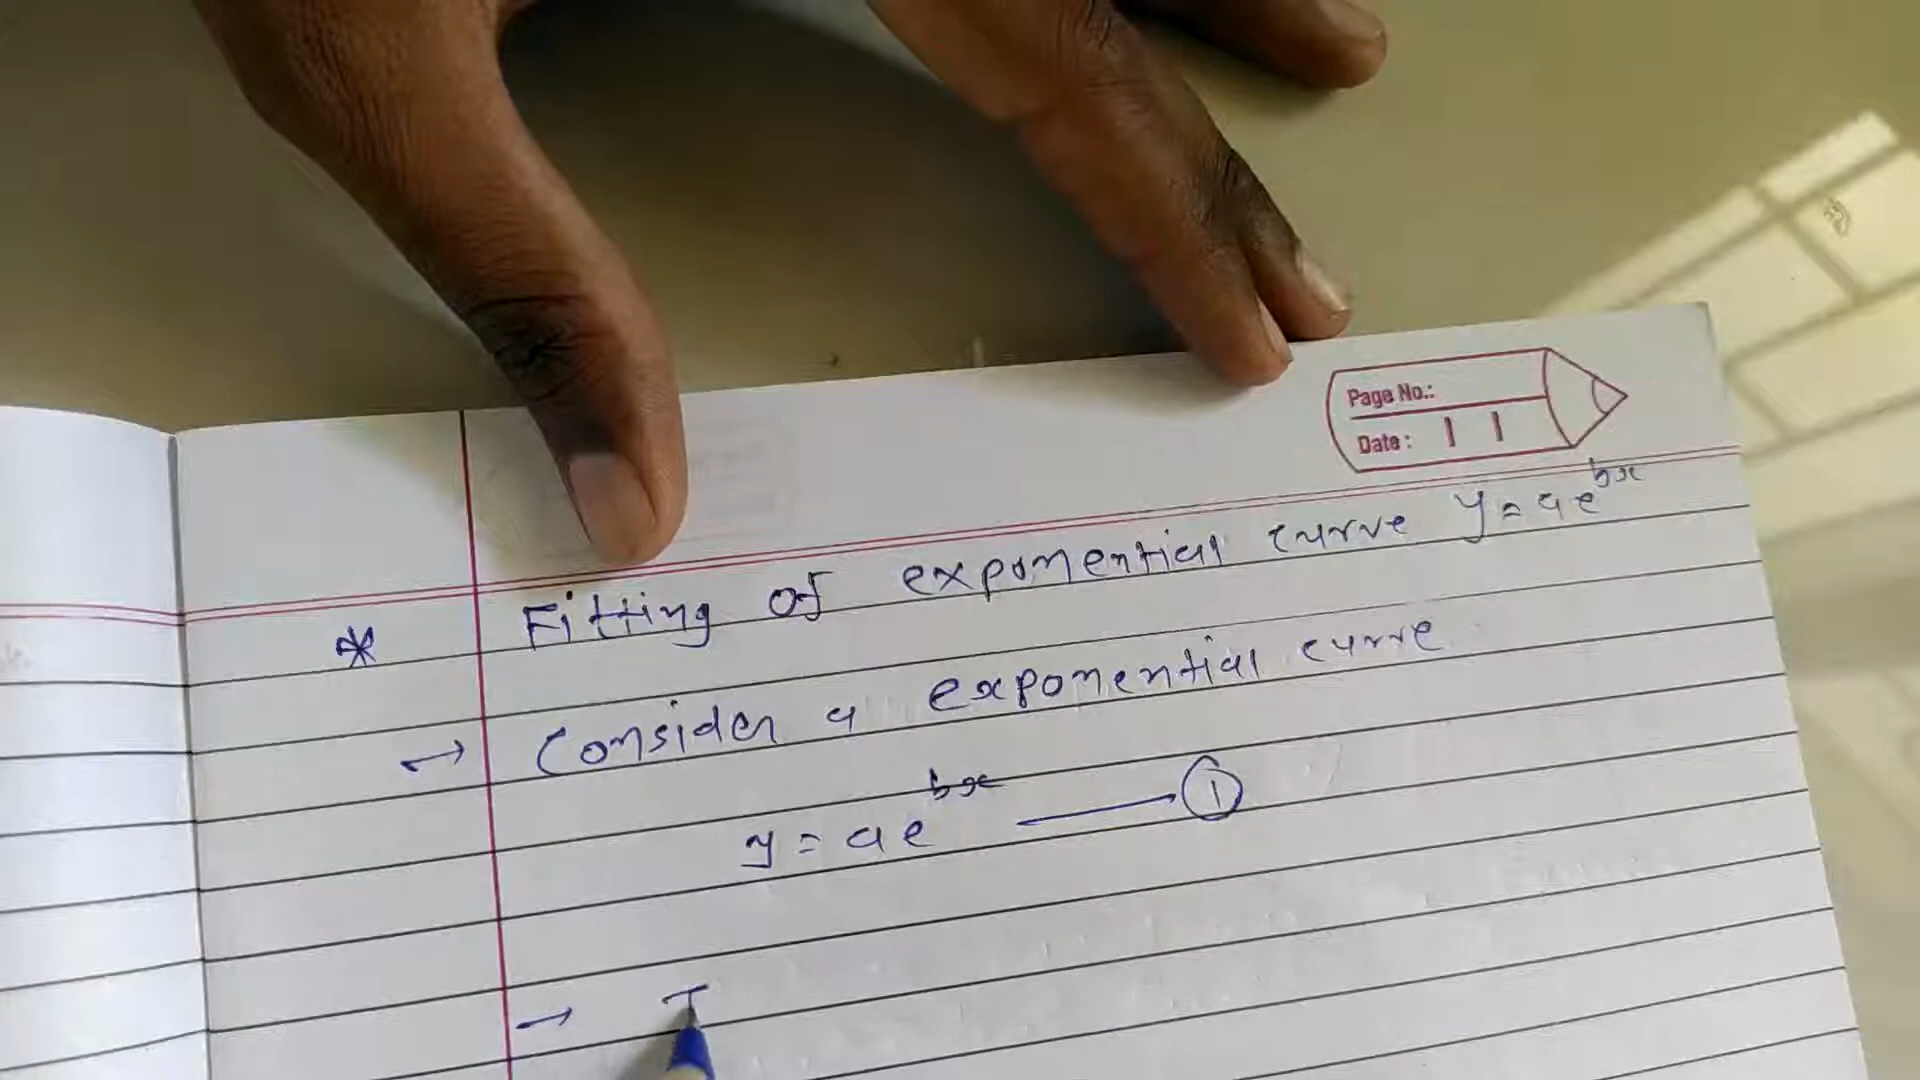 Page No.:
Date :
* Fitting of exponential curve y = ae^bx
→ Consider a exponential curve
y = ae^bx ——— ①
→ T